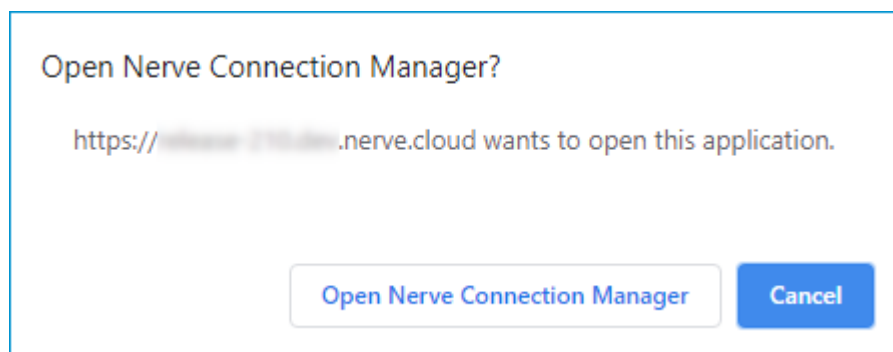 Open Nerve Connection Manager?
https:// .nerve.cloud wants to open this application.
Open Nerve Connection Manager
Cancel